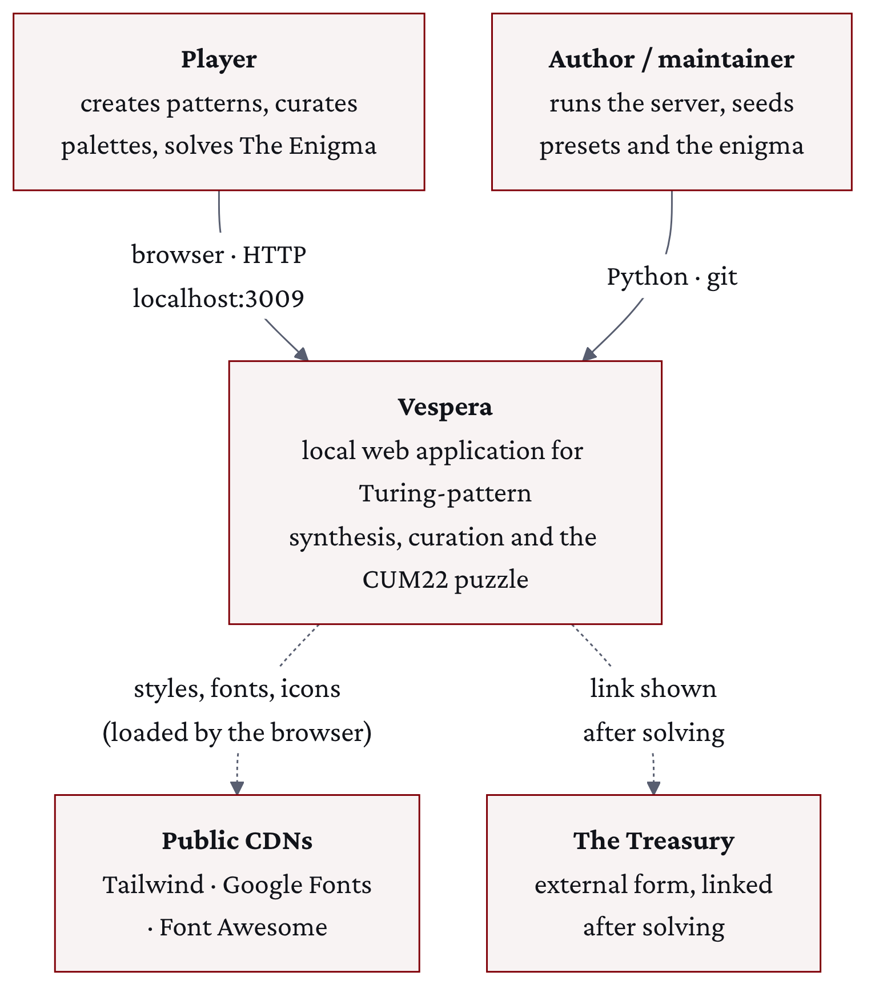 Player
creates patterns, curates
palettes, solves The Enigma
Author / maintainer
runs the server, seeds
presets and the enigma
browser · HTTP
localhost:3009
Python · git
Vespera
local web application for
Turing-pattern
synthesis, curation and the
CUM22 puzzle
styles, fonts, icons
(loaded by the browser)
link shown
after solving
Public CDNs
Tailwind · Google Fonts
· Font Awesome
The Treasury
external form, linked
after solving